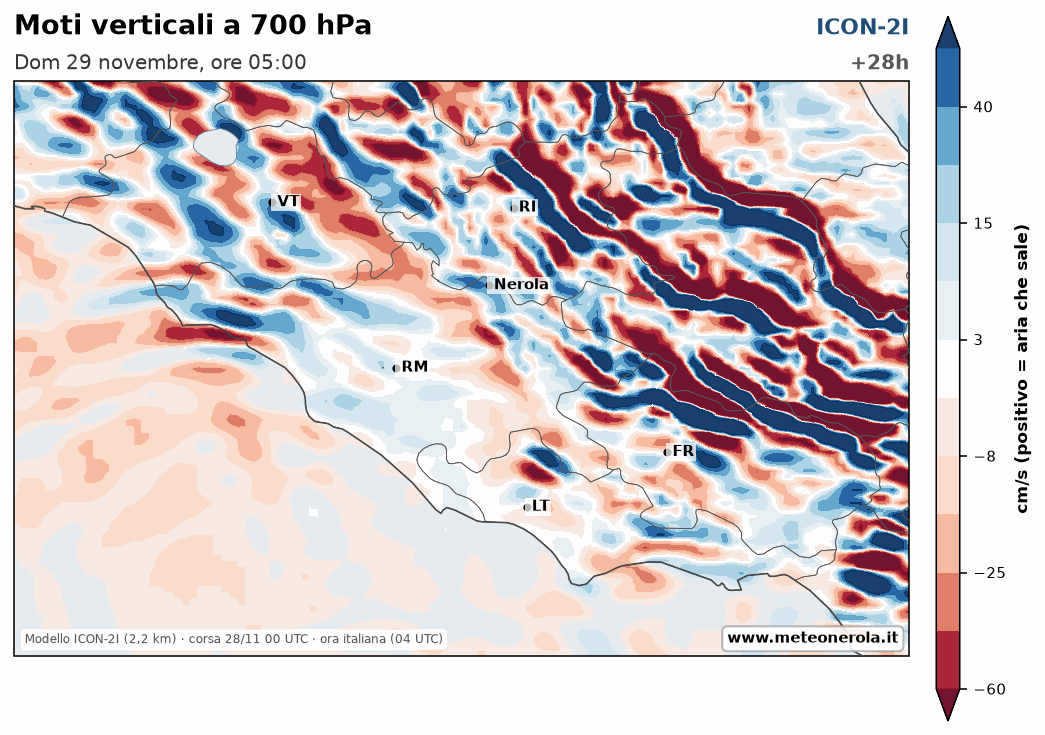 Moti verticali a 700 hPa
ICON-2I
Dom 29 novembre, ore 05:00
+28h
40
15
3
−8
−25
−60
cm/s (positivo = aria che sale)
VT
RI
Nerola
RM
FR
LT
Modello ICON-2I (2,2 km) · corsa 28/11 00 UTC · ora italiana (04 UTC)
www.meteonerola.it